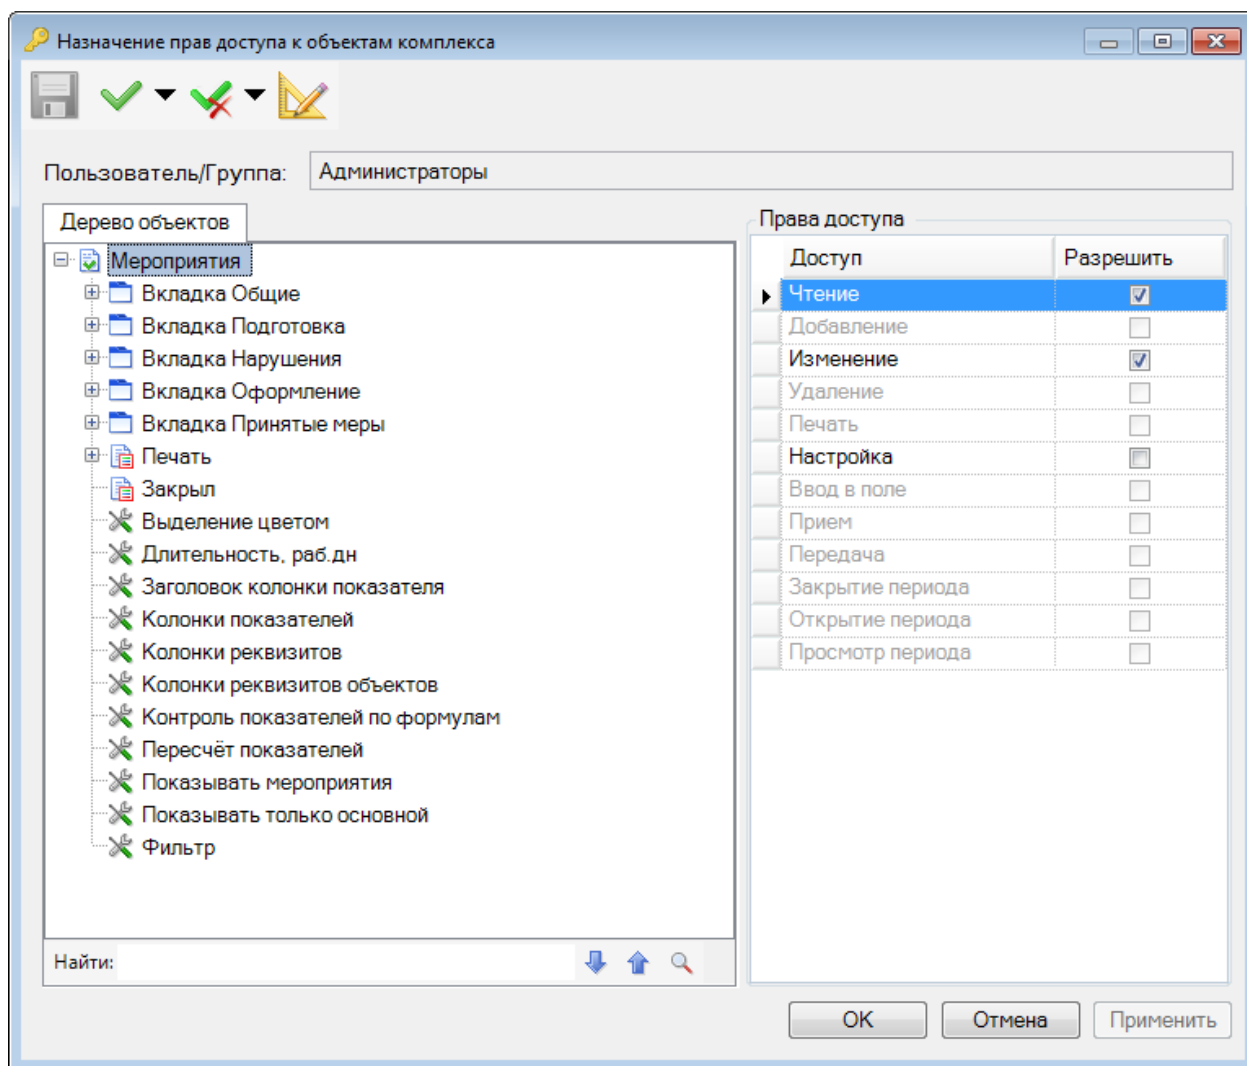 Назначение прав доступа к объектам комплекса
Пользователь/Группа: Администраторы
Дерево объектов
Мероприятия
Вкладка Общие
Вкладка Подготовка
Вкладка Нарушения
Вкладка Оформление
Вкладка Принятые меры
Печать
Закрыл
Выделение цветом
Длительность, раб.дн
Заголовок колонки показателя
Колонки показателей
Колонки реквизитов
Колонки реквизитов объектов
Контроль показателей по формулам
Пересчёт показателей
Показывать мероприятия
Показывать только основной
Фильтр
Найти:
Права доступа
Доступ Разрешить
Чтение
Добавление
Изменение
Удаление
Печать
Настройка
Ввод в поле
Прием
Передача
Закрытие периода
Открытие периода
Просмотр периода
OK Отмена Применить